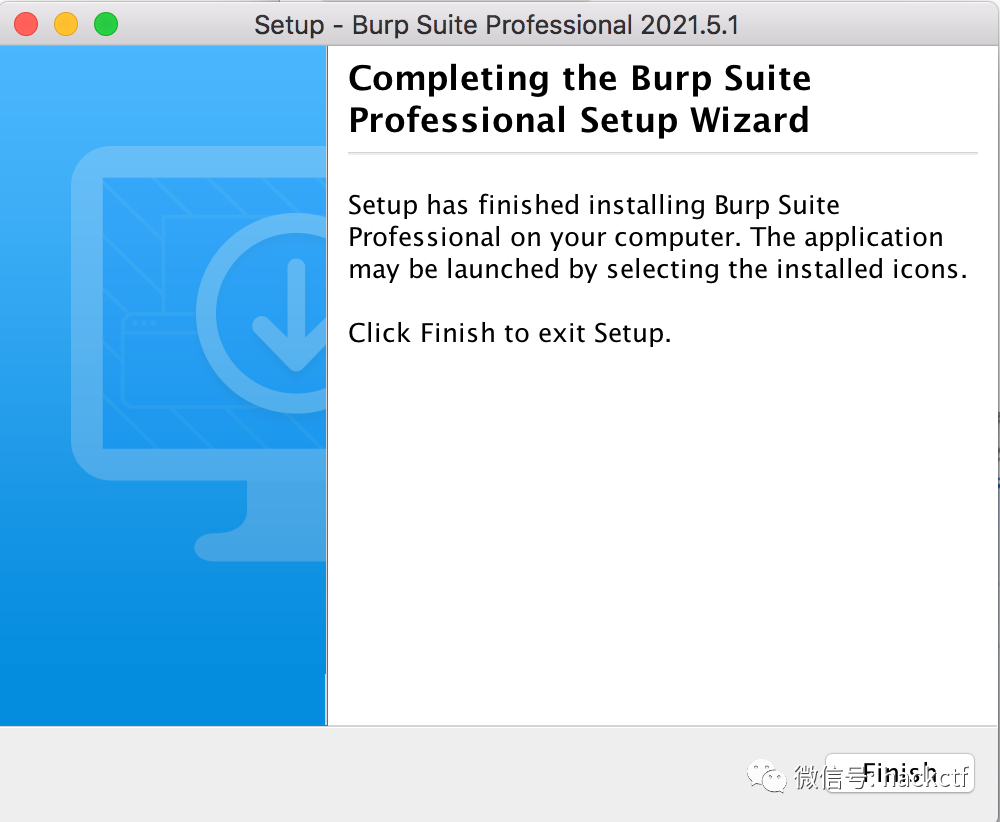 Setup - Burp Suite Professional 2021.5.1
Completing the Burp Suite
Professional Setup Wizard
Setup has finished installing Burp Suite
Professional on your computer. The application
may be launched by selecting the installed icons.
Click Finish to exit Setup.
Finish
微信号: hackctf